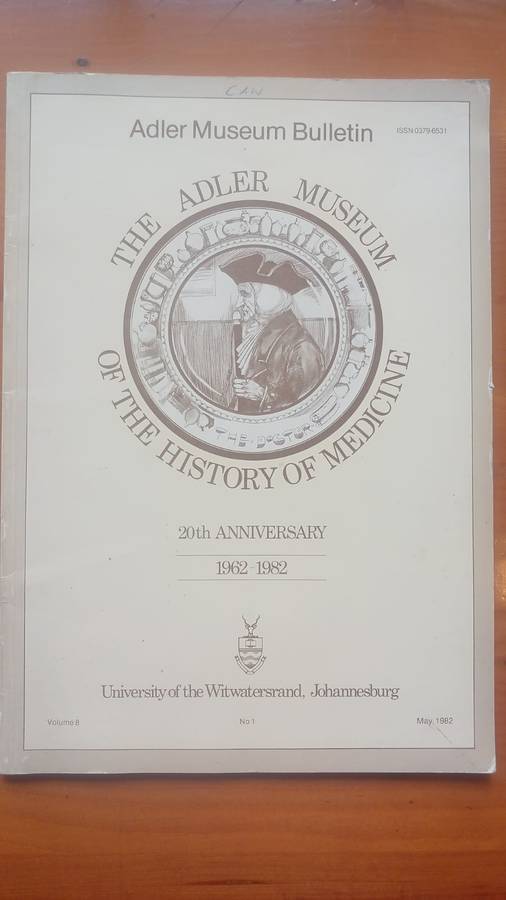 CAW
Adler Museum Bulletin
ISSN 0379-6531
THE ADLER MUSEUM
OF THE HISTORY OF MEDICINE
THE DOCTOR
20th ANNIVERSARY
1962-1982
University of the Witwatersrand, Johannesburg
Volume 8
No 1
May, 1982